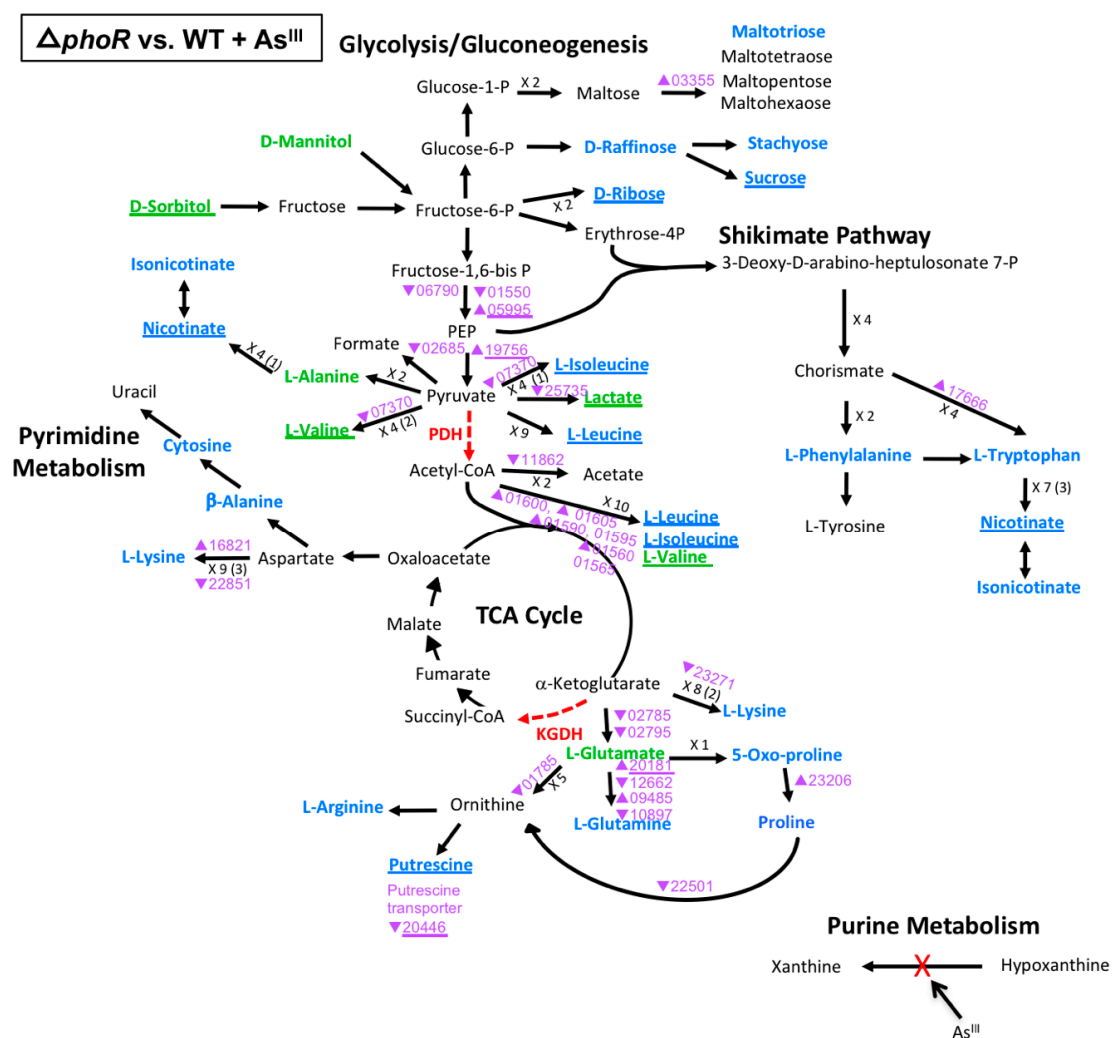 △phoR vs. WT + Asᴵᴵᴵ
Glycolysis/Gluconeogenesis
Maltotriose
Maltotetraose
Maltopentose
Maltohexaose
Glucose-1-P
X 2
Maltose
▲03355
D-Mannitol
Glucose-6-P
D-Raffinose
Stachyose
Sucrose
D-Sorbitol
Fructose
Fructose-6-P
X 2
D-Ribose
Erythrose-4P
Shikimate Pathway
3-Deoxy-D-arabino-heptulosonate 7-P
Isonicotinate
Fructose-1,6-bis P
▼06790
▼01550
▲05995
Nicotinate
PEP
X 4
Formate
▼02685
▲19756
X 4 (1)
L-Alanine
X 2
Pyruvate
▼07370
X 4 (1)
L-Isoleucine
▼25735
Lactate
Chorismate
▲17666
X 4
Uracil
▼07370
X 4 (2)
L-Valine
PDH
X 9
L-Leucine
X 2
Pyrimidine
Metabolism
Cytosine
Acetyl-CoA
▼11862
X 2
Acetate
L-Phenylalanine
L-Tryptophan
β-Alanine
X 10
▲01600, ▲01605
▲01590, 01595
▲01560
01565
L-Leucine
L-Isoleucine
L-Valine
X 7 (3)
L-Tyrosine
Nicotinate
L-Lysine
▲16821
X 9 (3)
▼22851
Aspartate
Oxaloacetate
Isonicotinate
Malate
TCA Cycle
Fumarate
α-Ketoglutarate
▼23271
X 8 (2)
L-Lysine
Succinyl-CoA
KGDH
▼02785
▼02795
L-Glutamate
X 1
5-Oxo-proline
▼01785
X 5
▲20181
▼12662
▲09485
▼10897
▲23206
L-Arginine
Ornithine
L-Glutamine
Proline
Putrescine
Putrescine
transporter
▼20446
▼22501
Purine Metabolism
Xanthine
X
Hypoxanthine
Asᴵᴵᴵ